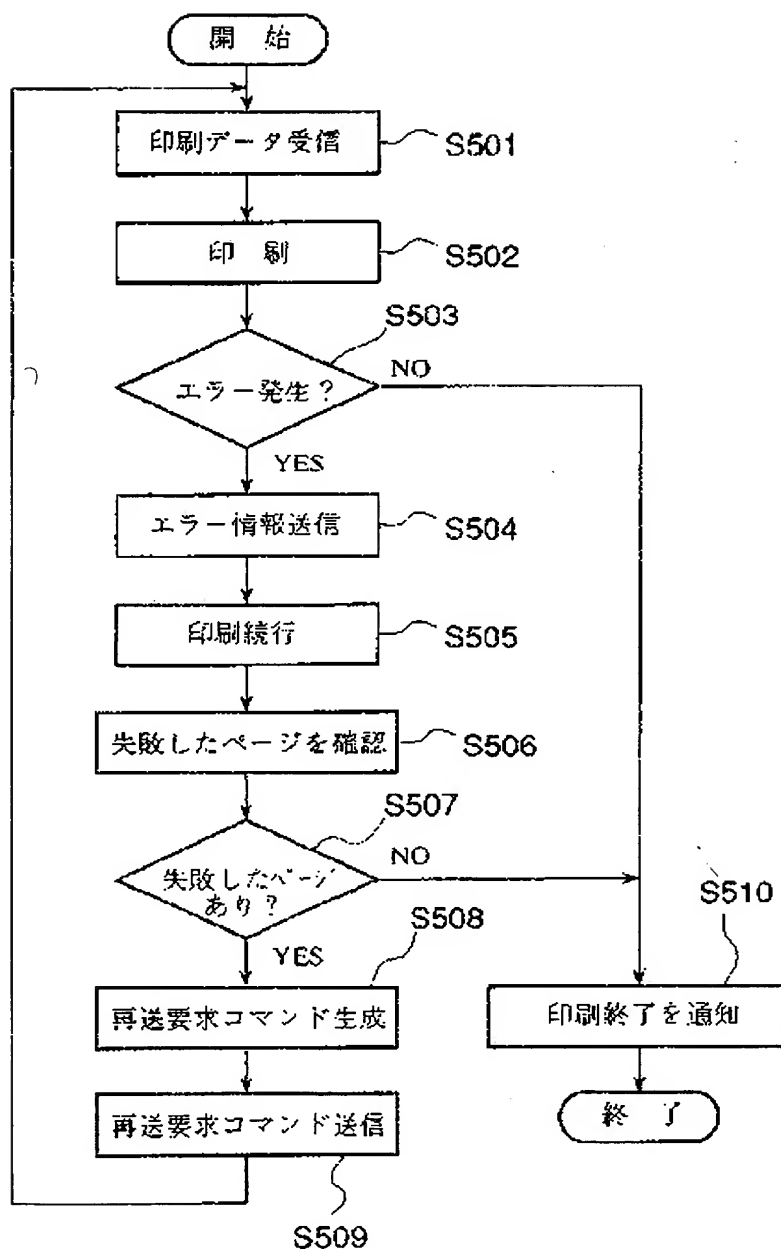 開 始
印刷データ受信
S501
印 刷
S502
S503
エラー発生？
NO
YES
エラー情報送信
S504
印刷続行
S505
失敗したページを確認
S506
S507
失敗したページ
あり？
NO
YES
S508
S510
再送要求コマンド生成
印刷終了を通知
再送要求コマンド送信
終 了
S509